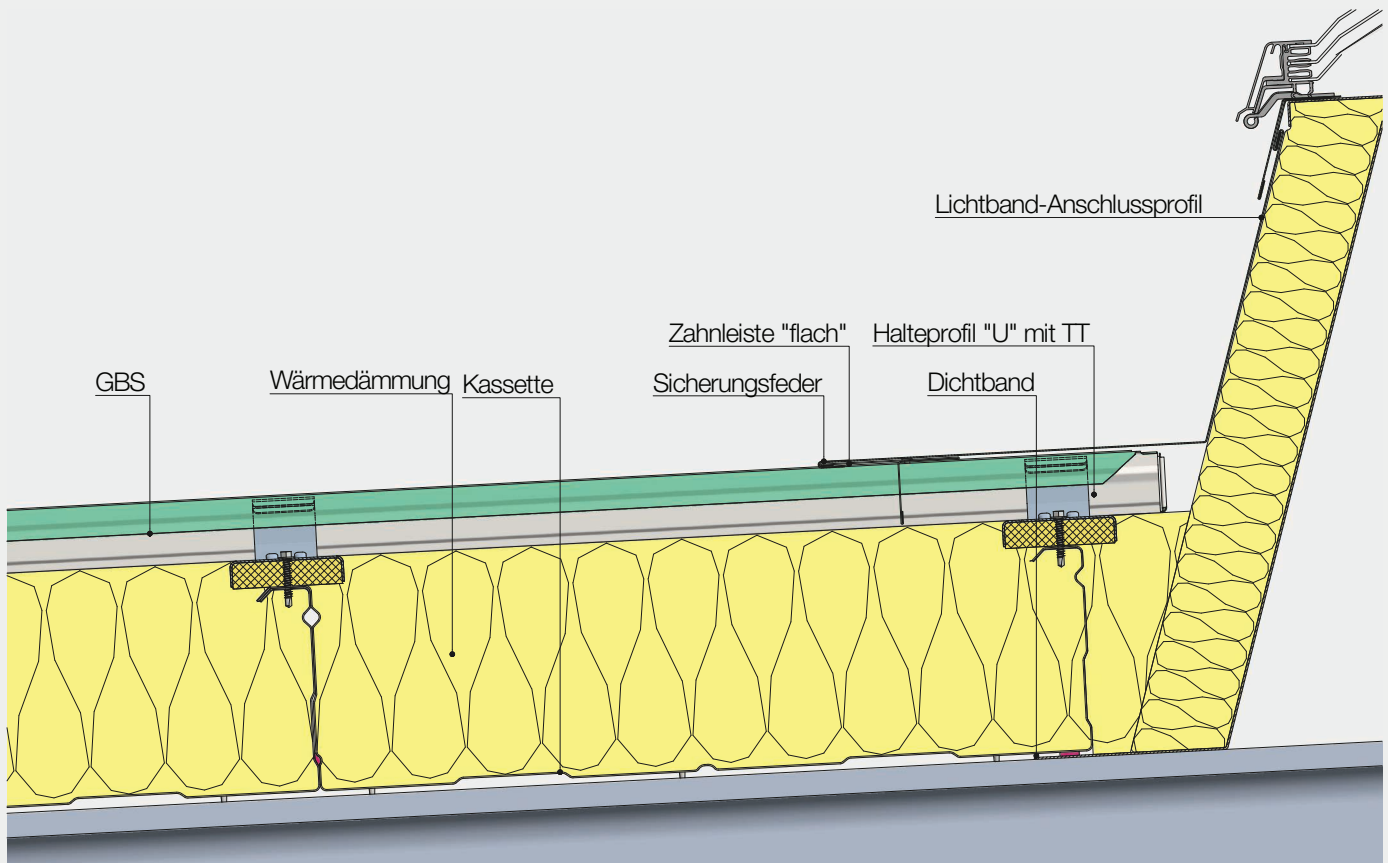 Lichtband-Anschlussprofil
Zahnleiste "flach"
Halteprofil "U" mit TT
GBS
Wärmedämmung
Kassette
Sicherungsfeder
Dichtband